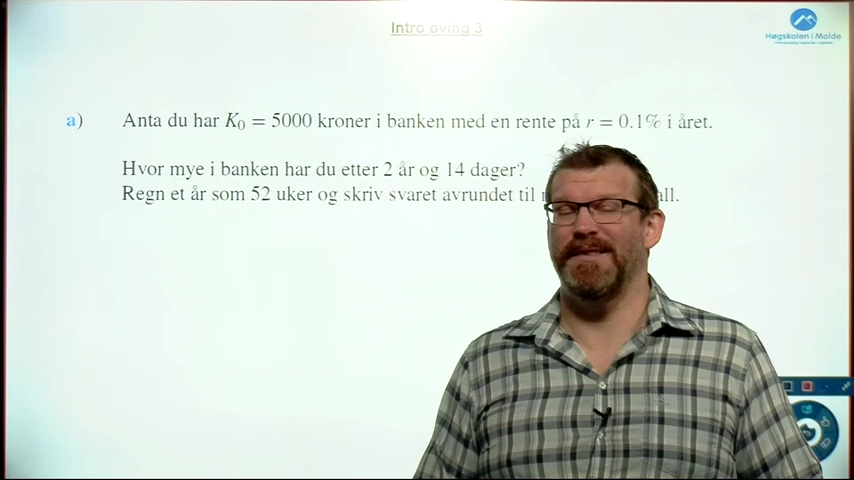 Intro øving 3
Høgskolen i Molde
a) Anta du har K₀ = 5000 kroner i banken med en rente på r = 0.1% i året.
Hvor mye i banken har du etter 2 år og 14 dager?
Regn et år som 52 uker og skriv svaret avrundet til all.